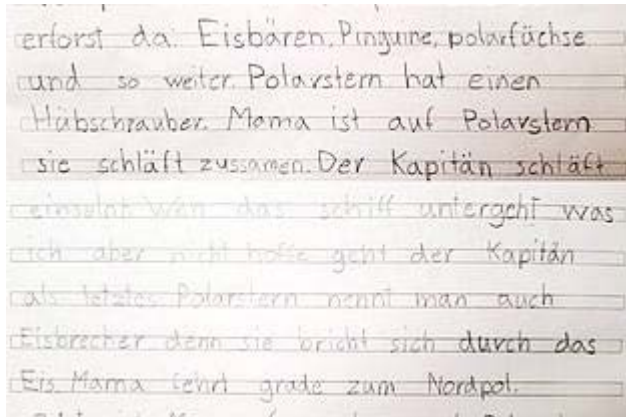 erforst da. Eisbären, Pinguine, polarfüchse
und so weiter. Polarstern hat einen
Hübschrauber. Mama ist auf Polarstern
sie schläft zussamen. Der Kapitän schläft
einseln Wen das schiff untergeht was
ich aber nicht hoffe geht der Kapitän
als letztes Polarstern nennt man auch
Eisbrecher denn sie bricht sich durch das
Eis. Mama fehrt grade zum Nordpol.